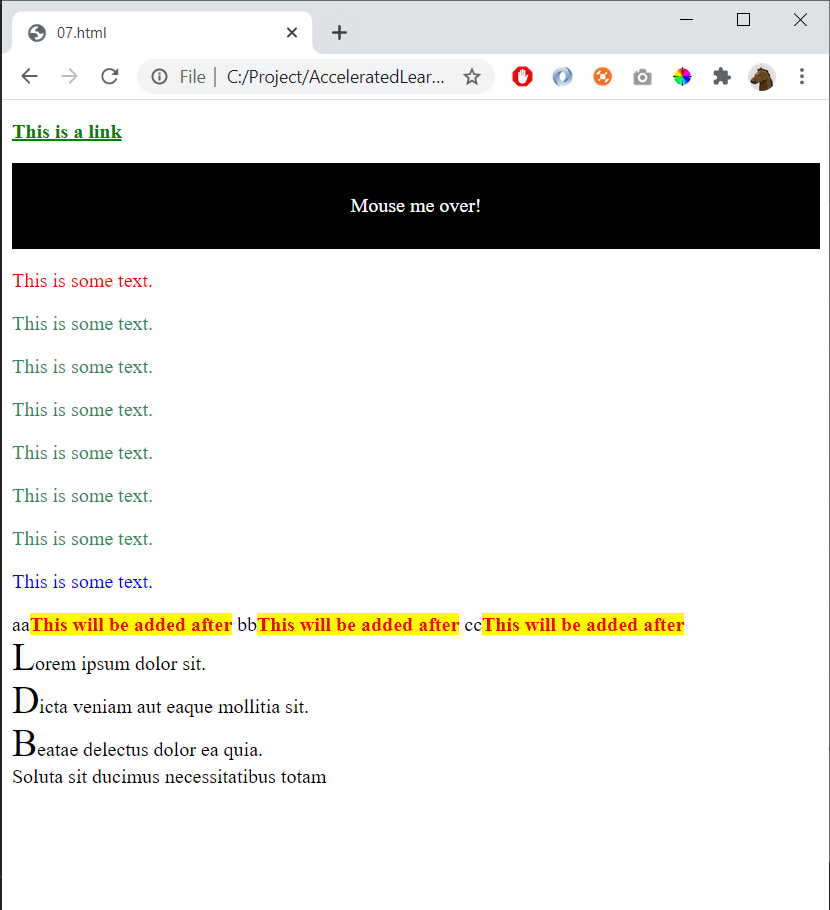 07.html
File | C:/Project/AcceleratedLear...
This is a link
Mouse me over!
This is some text.
This is some text.
This is some text.
This is some text.
This is some text.
This is some text.
This is some text.
This is some text.
aaThis will be added after bbThis will be added after ccThis will be added after
Lorem ipsum dolor sit.
Dicta veniam aut eaque mollitia sit.
Beatae delectus dolor ea quia.
Soluta sit ducimus necessitatibus totam